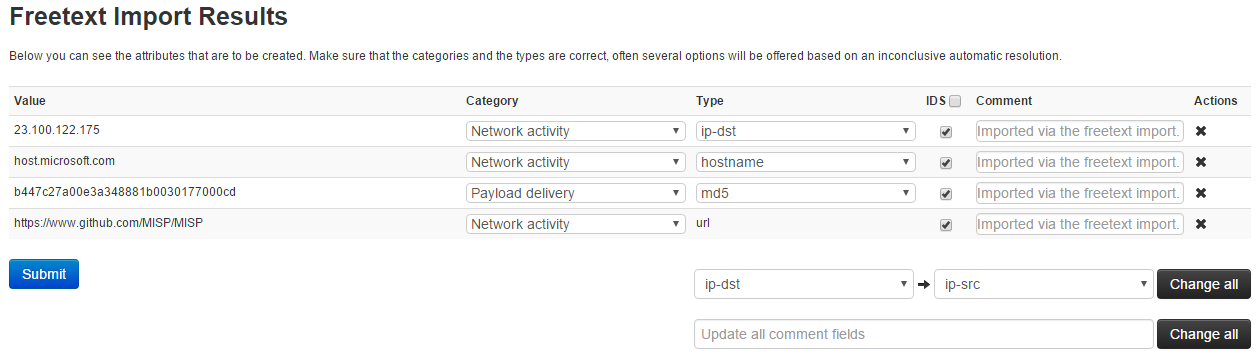 Freetext Import Results
Below you can see the attributes that are to be created. Make sure that the categories and the types are correct, often several options will be offered based on an inconclusive automatic resolution.
Value Category Type IDS Comment Actions
23.100.122.175 Network activity ip-dst Imported via the freetext import.
host.microsoft.com Network activity hostname Imported via the freetext import.
b447c27a00e3a348881b0030177000cd Payload delivery md5 Imported via the freetext import.
https://www.github.com/MISP/MISP Network activity url Imported via the freetext import.
Submit
ip-dst ip-src Change all
Update all comment fields Change all